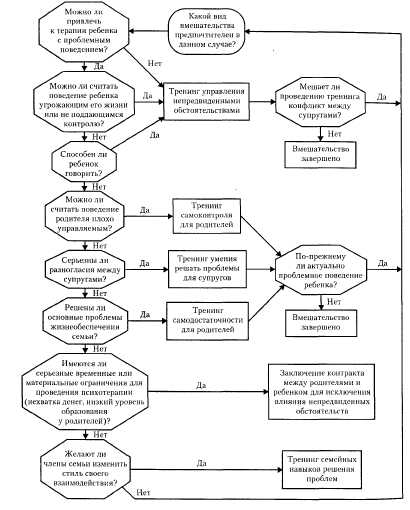 Можно ли
привлечь
к терапии ребенка
с проблемным
поведением?
Какой вид
вмешательства
предпочтителен в
данном случае?
Да
Нет
Можно ли считать
поведение ребенка
угрожающим его жизни
или не поддающимся
контролю?
Да
Тренинг управления
непредвиденными
обстоятельствами
Мешает ли
проведению тренинга
конфликт между
супругами?
Да
Нет
Да
Нет
Вмешательство
завершено
Способен ли
ребенок
говорить?
Нет
Можно ли
считать поведение
родителя плохо
управляемым?
Да
Тренинг
самоконтроля
для родителей
Нет
Серьезны ли
разногласия между
супругами?
Да
Тренинг умения
решать проблемы
для супругов
По-прежнему
ли актуально
проблемное поведение
ребенка?
Да
Нет
Нет
Решены ли
основные проблемы
жизнеобеспечения
семьи?
Да
Тренинг
самодостаточности
для родителей
Вмешательство
завершено
Нет
Имеются ли
серьезные временные или
материальные ограничения для
проведения психотерапии
(нехватка денег, низкий уровень
образования
у родителей)?
Да
Заключение контракта
между родителями и
ребенком для исключения
влияния непредвиденных
обстоятельств
Нет
Желают ли
члены семьи изменить
стиль своего
взаимодействия?
Да
Тренинг семейных
навыков решения
проблем
Нет